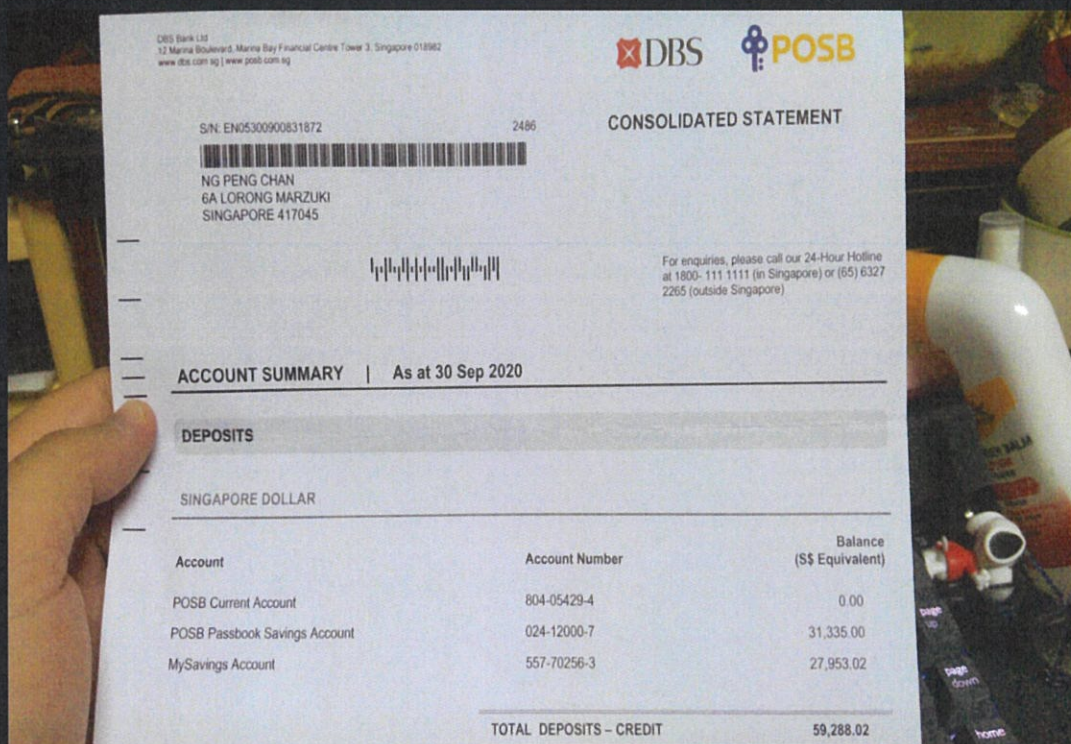 DBS Bank Ltd
12 Marina Boulevard, Marina Bay Financial Centre Tower 3, Singapore 018982
www.dbs.com.sg | www.posb.com.sg
DBS POSB
CONSOLIDATED STATEMENT
S/N: EN05300900831872 2486
NG PENG CHAN
6A LORONG MARZUKI
SINGAPORE 417045
For enquiries, please call our 24-Hour Hotline
at 1800- 111 1111 (in Singapore) or (65) 6327
2265 (outside Singapore)
ACCOUNT SUMMARY | As at 30 Sep 2020
DEPOSITS
SINGAPORE DOLLAR
Account Account Number Balance
(S$ Equivalent)
POSB Current Account 804-05429-4 0.00
POSB Passbook Savings Account 024-12000-7 31,335.00
MySavings Account 557-70256-3 27,953.02
TOTAL DEPOSITS – CREDIT 59,288.02
BALM
page
up
page
down
home